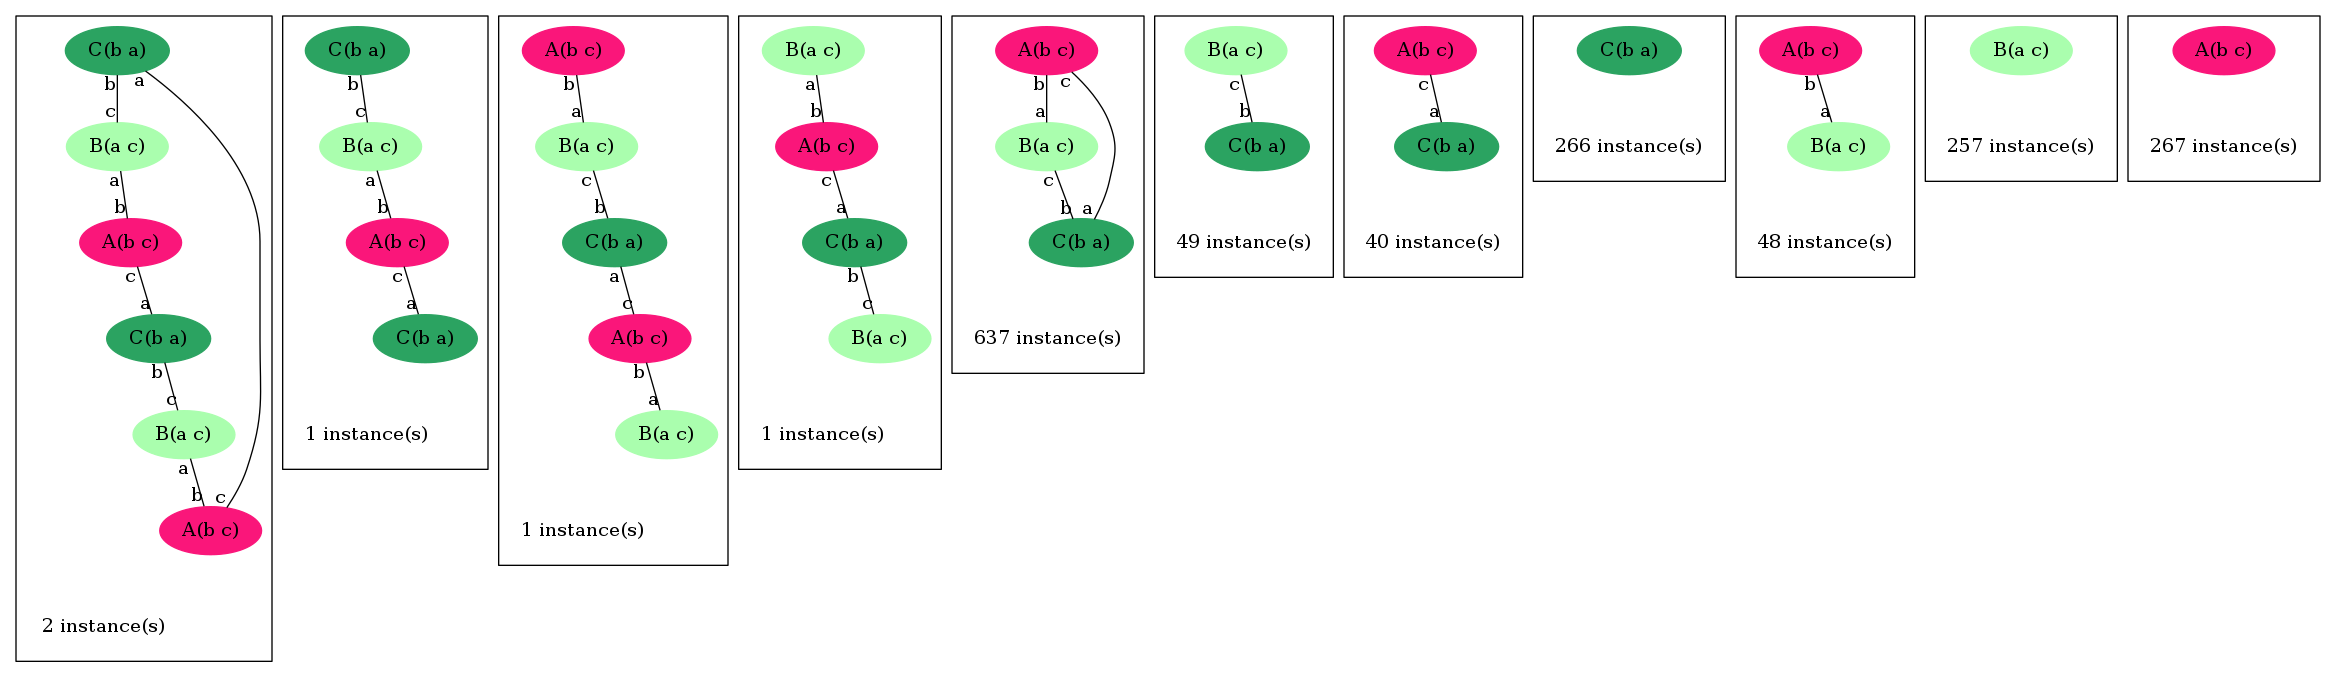 C(b a)
b a
c
B(a c)
a
b
A(b c)
c
a
C(b a)
b
c
B(a c)
a
b c
A(b c)
2 instance(s)
C(b a)
b
c
B(a c)
a
b
A(b c)
c
a
C(b a)
1 instance(s)
A(b c)
b
a
B(a c)
c
b
C(b a)
a
c
A(b c)
b
a
B(a c)
1 instance(s)
B(a c)
a
b
A(b c)
c
a
C(b a)
b
c
B(a c)
1 instance(s)
A(b c)
b c
a
B(a c)
c
b a
C(b a)
637 instance(s)
B(a c)
c
b
C(b a)
49 instance(s)
A(b c)
c
a
C(b a)
40 instance(s)
C(b a)
266 instance(s)
A(b c)
b
a
B(a c)
48 instance(s)
B(a c)
257 instance(s)
A(b c)
267 instance(s)